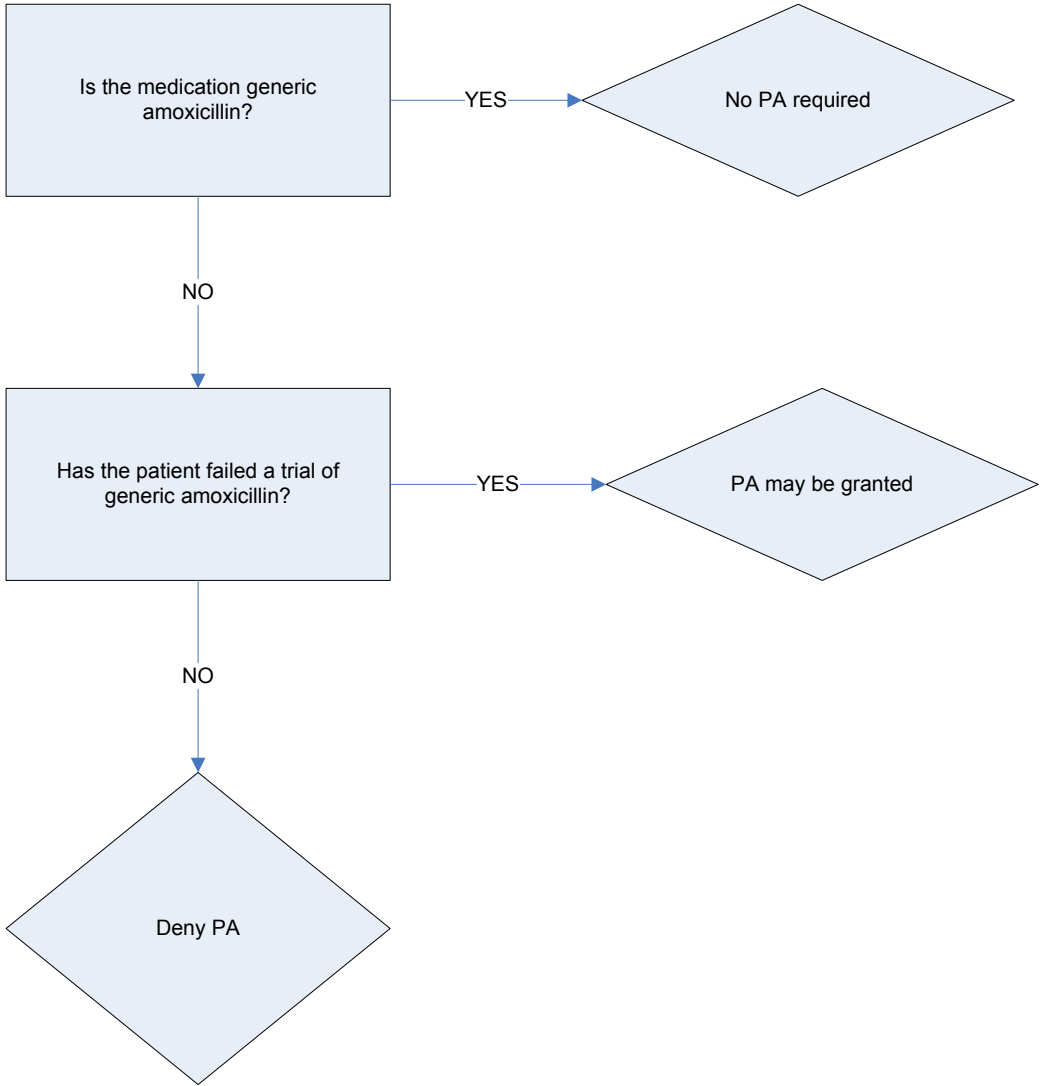 Is the medication generic
amoxicillin?
YES
No PA required
NO
Has the patient failed a trial of
generic amoxicillin?
YES
PA may be granted
NO
Deny PA